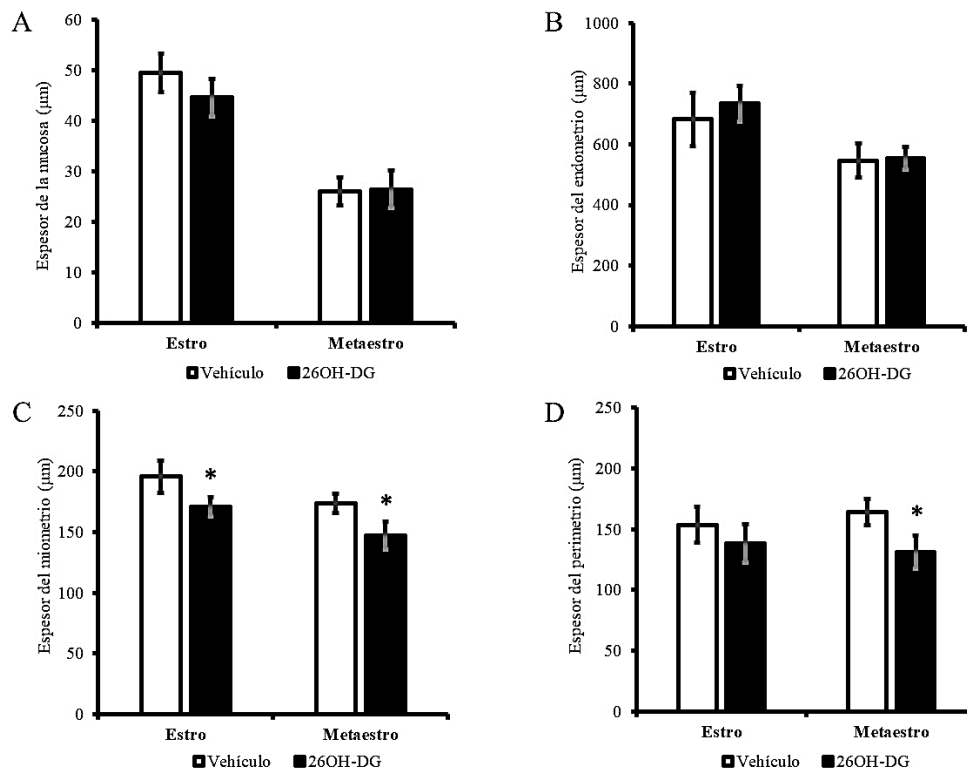 A
Espesor de la mucosa (µm)
60
50
40
30
20
10
0
Estro Metaestro
Vehículo 26OH-DG
B
Espesor del endometrio (µm)
1000
800
600
400
200
0
Estro Metaestro
Vehículo 26OH-DG
C
Espesor del miometrio (µm)
250
200
150
100
50
0
* *
Estro Metaestro
Vehículo 26OH-DG
D
Espesor del perimetrio (µm)
250
200
150
100
50
0
*
Estro Metaestro
Vehículo 26OH-DG